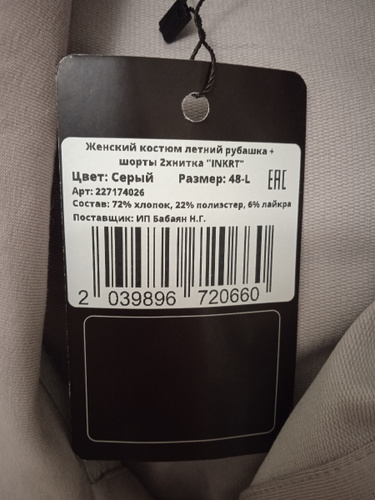 Женский костюм летний рубашка +
шорты 2хнитка "INKRT"
Цвет: Серый Размер: 48-L EAC
Арт: 227174026
Состав: 72% хлопок, 22% полиэстер, 6% лайкра
Поставщик: ИП Бабаян Н.Г.
2 039896 720660